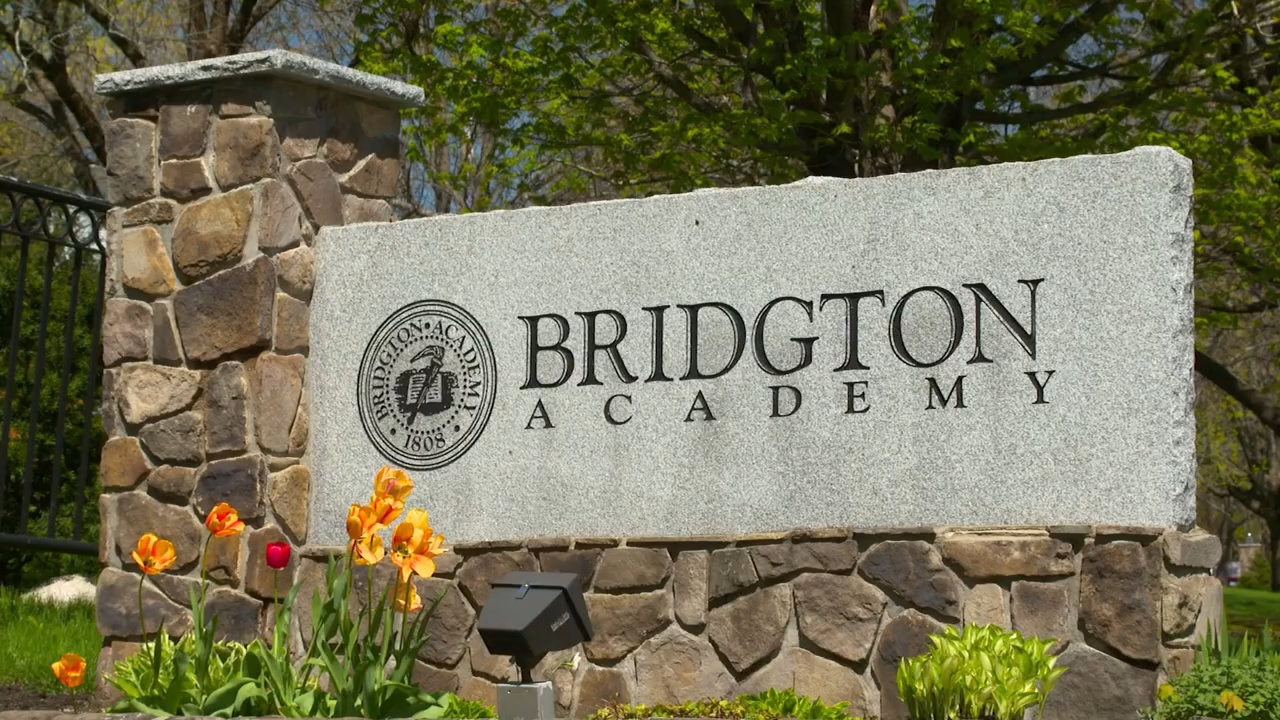 BRIDGTON • ACADEMY
• 1808 •
BRIDGTON
ACADEMY